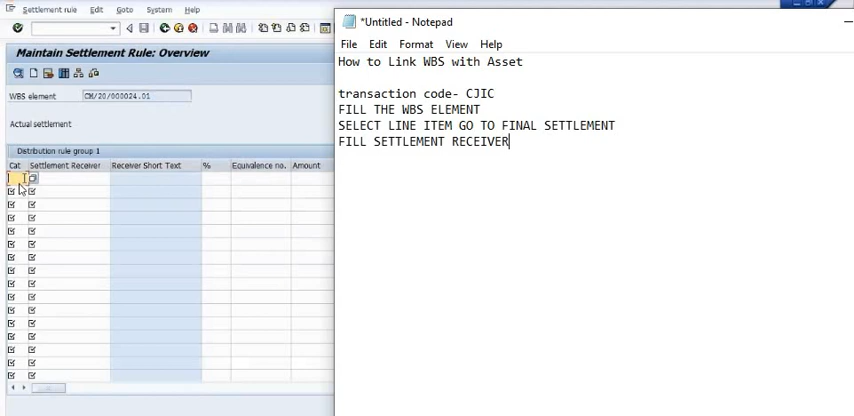 Settlement rule Edit Goto System Help
Maintain Settlement Rule: Overview
WBS element CM/20/000024.01
Actual settlement
Distribution rule group 1
Cat Settlement Receiver Receiver Short Text % Equivalence no. Amount
*Untitled - Notepad
File Edit Format View Help
How to Link WBS with Asset
transaction code- CJIC
FILL THE WBS ELEMENT
SELECT LINE ITEM GO TO FINAL SETTLEMENT
FILL SETTLEMENT RECEIVER